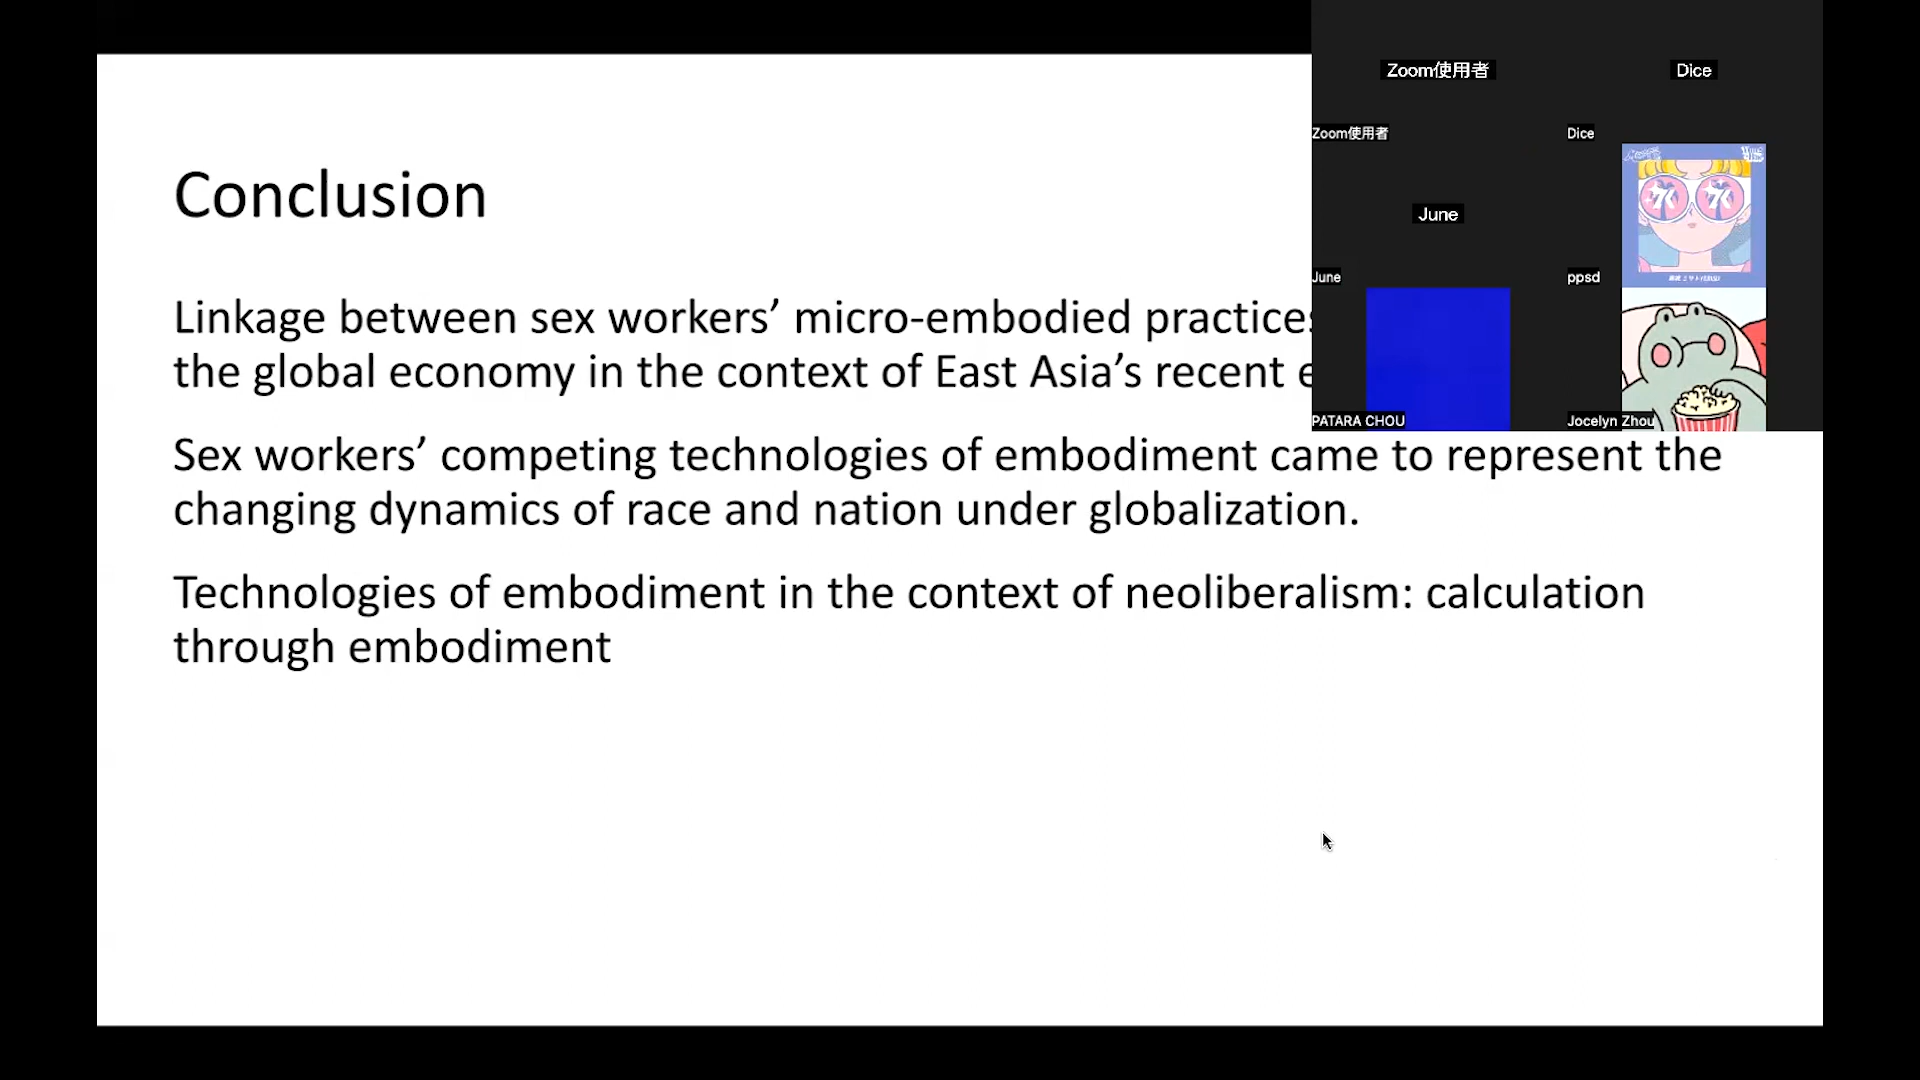 Conclusion
Linkage between sex workers’ micro-embodied practices
the global economy in the context of East Asia’s recent
Sex workers’ competing technologies of embodiment came to represent the
changing dynamics of race and nation under globalization.
Technologies of embodiment in the context of neoliberalism: calculation
through embodiment
Zoom使用者
Dice
Zoom使用者
Dice
June
June
ppsd
PATARA CHOU
Jocelyn Zhou